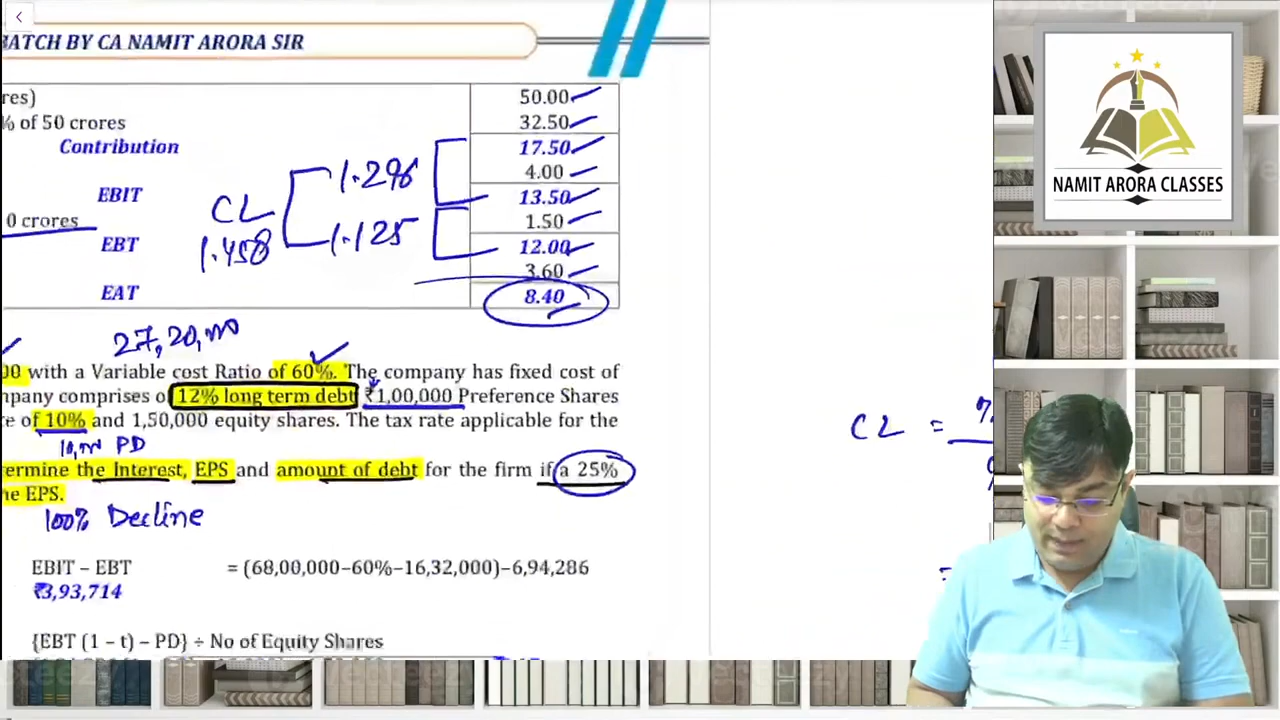 BATCH BY CA NAMIT ARORA SIR
res) 50.00
% of 50 crores 32.50
Contribution 17.50
4.00
EBIT 13.50
0 crores 1.50
EBT 12.00
3.60
EAT 8.40
1.296
CL
1.458
1.125
27,20,000
00 with a Variable cost Ratio of 60%. The company has fixed cost of
mpany comprises o 12% long term debt ₹1,00,000 Preference Shares
ce of 10% and 1,50,000 equity shares. The tax rate applicable for the
PD
termine the Interest, EPS and amount of debt for the firm if a 25%
he EPS.
100% Decline
EBIT – EBT = (68,00,000–60%–16,32,000)–6,94,286
₹3,93,714
{EBT (1 – t) – PD} ÷ No of Equity Shares
CL =
=
NAMIT ARORA CLASSES